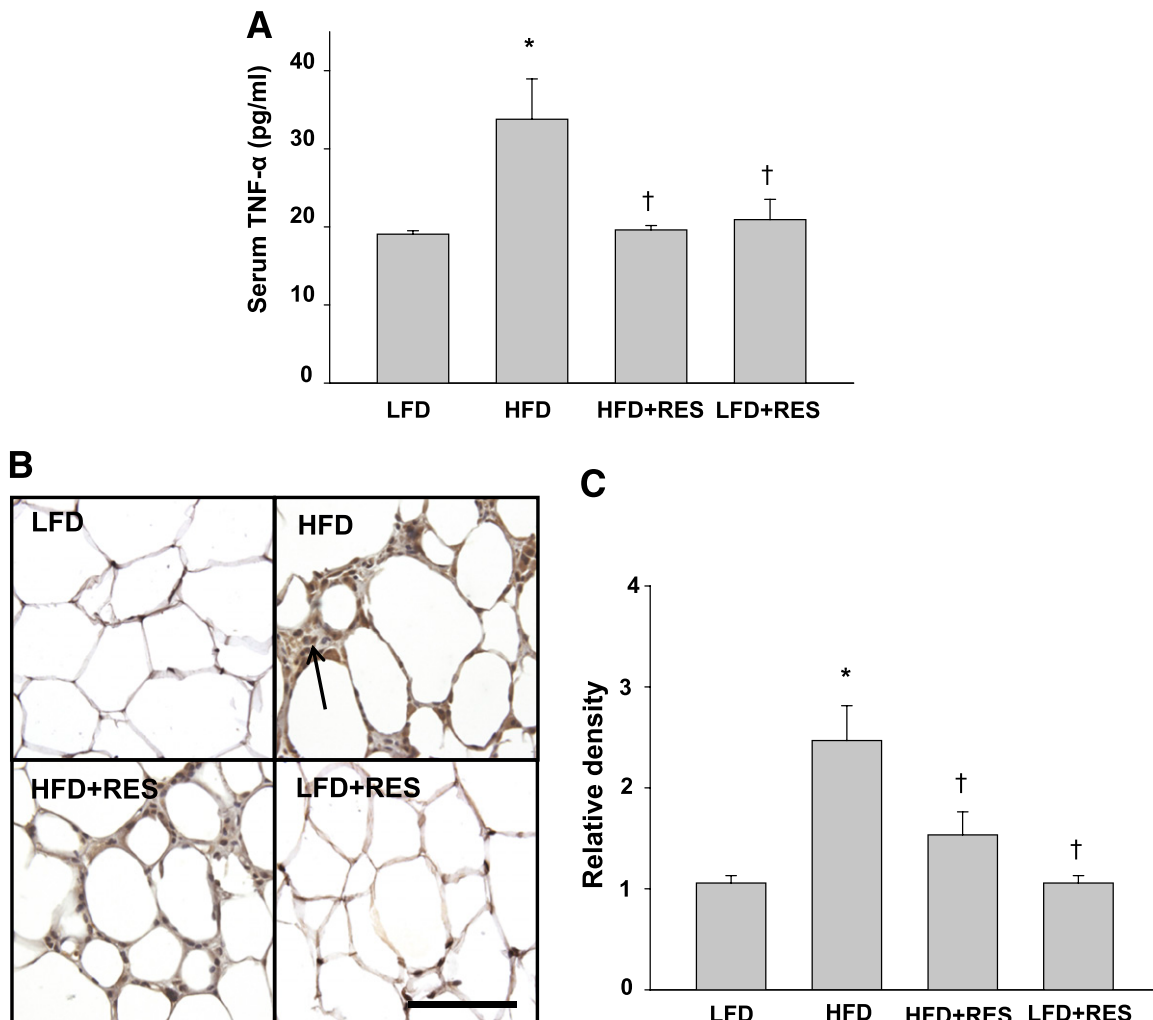 A
Serum TNF-α (pg/ml)
40
30
20
10
0
*
†
†
LFD HFD HFD+RES LFD+RES
B
LFD HFD
HFD+RES LFD+RES
C
Relative density
4
3
2
1
0
*
†
†
LFD HFD HFD+RES LFD+RES